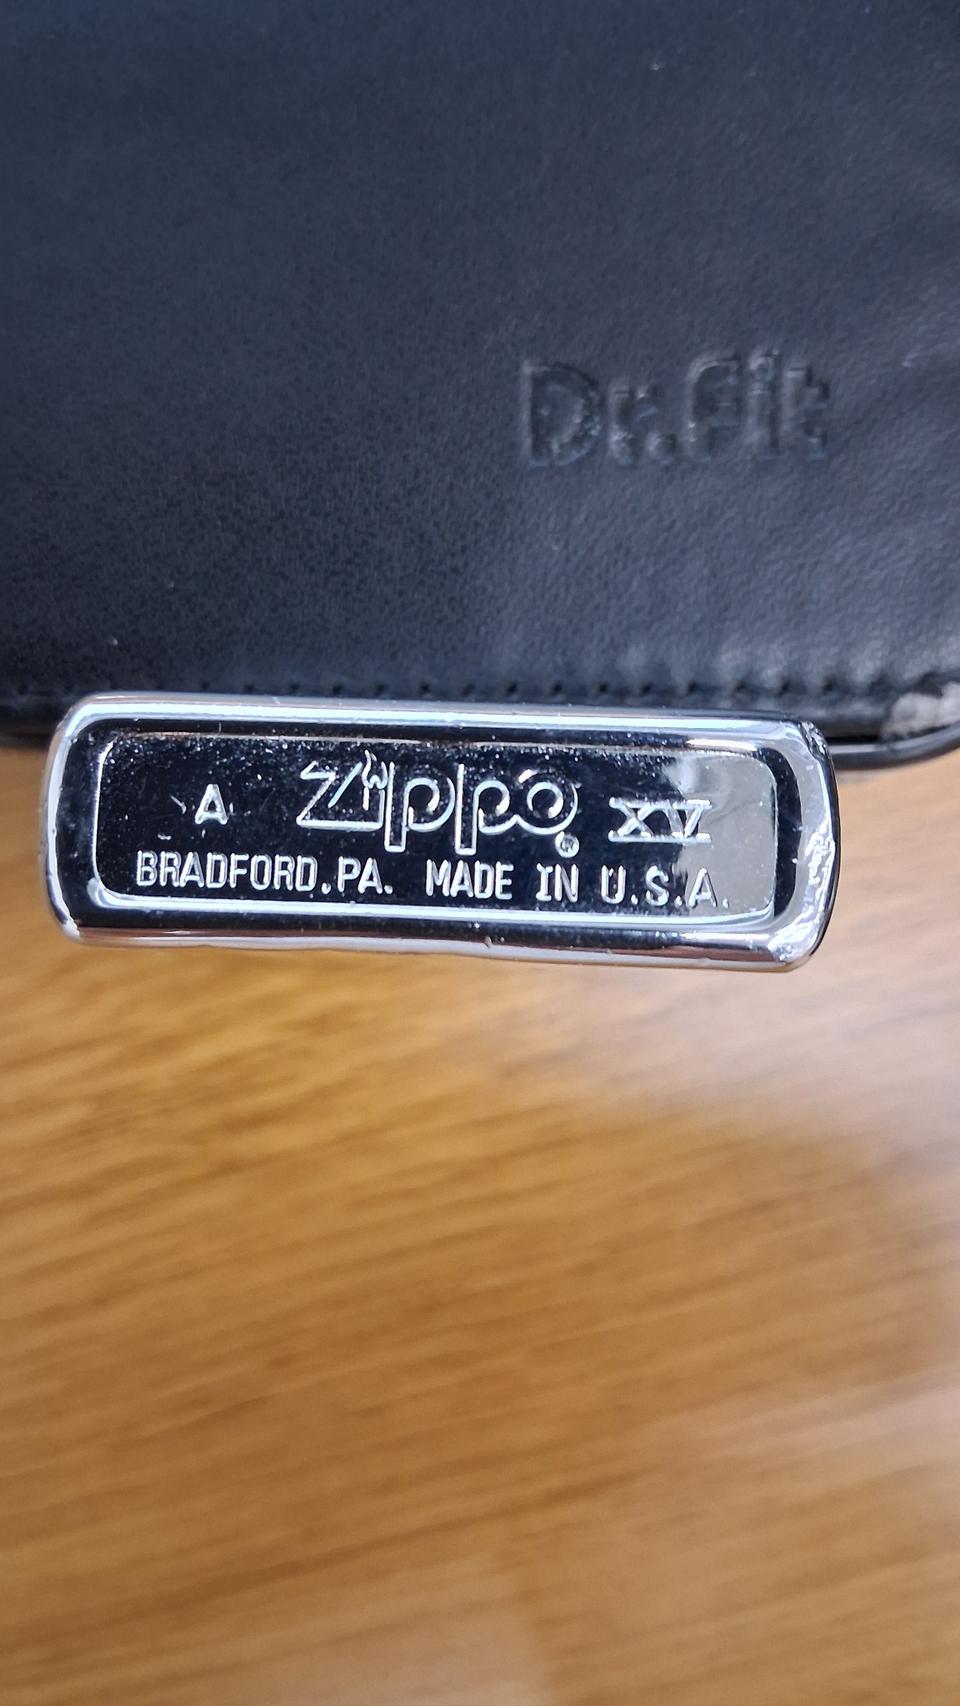 Dr.Fit
A Zippo® XV
BRADFORD.PA. MADE IN U.S.A.